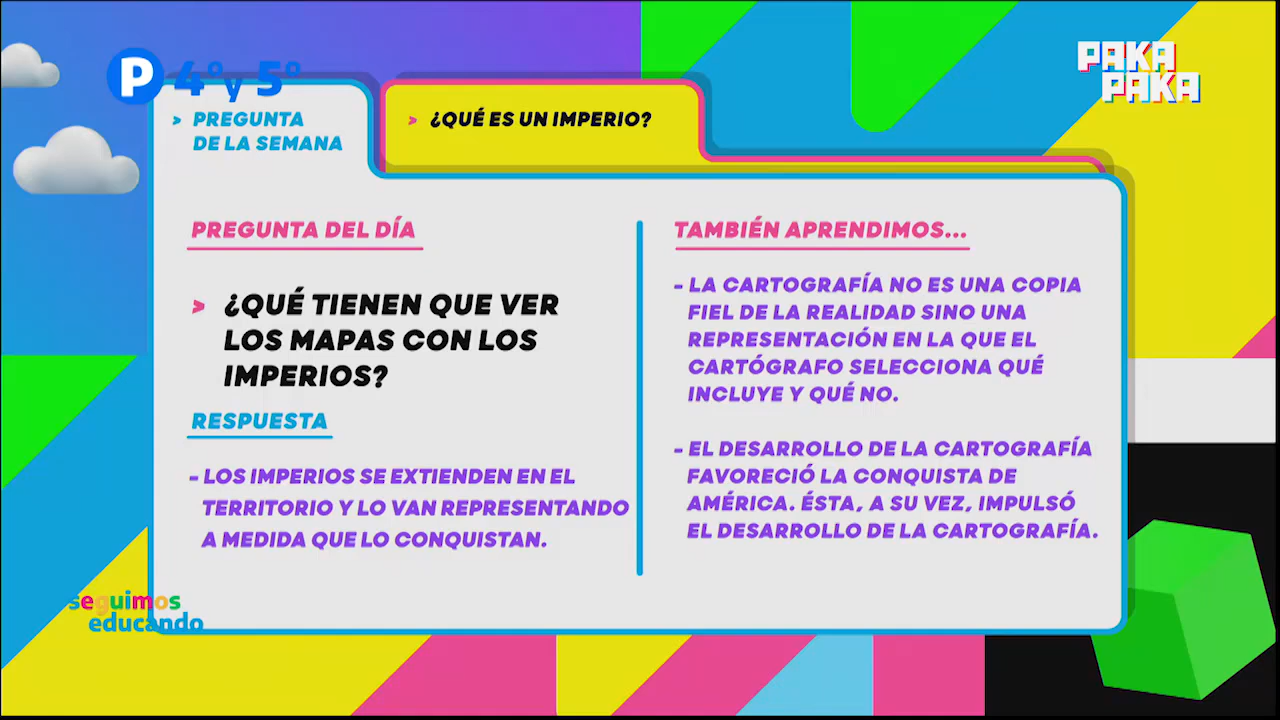 P 4° y 5°
PAKA
PAKA
> PREGUNTA
DE LA SEMANA
> ¿QUÉ ES UN IMPERIO?
PREGUNTA DEL DÍA
> ¿QUÉ TIENEN QUE VER
LOS MAPAS CON LOS
IMPERIOS?
RESPUESTA
- LOS IMPERIOS SE EXTIENDEN EN EL
TERRITORIO Y LO VAN REPRESENTANDO
A MEDIDA QUE LO CONQUISTAN.
TAMBIÉN APRENDIMOS...
- LA CARTOGRAFÍA NO ES UNA COPIA
FIEL DE LA REALIDAD SINO UNA
REPRESENTACIÓN EN LA QUE EL
CARTÓGRAFO SELECCIONA QUÉ
INCLUYE Y QUÉ NO.
- EL DESARROLLO DE LA CARTOGRAFÍA
FAVORECIÓ LA CONQUISTA DE
AMÉRICA. ÉSTA, A SU VEZ, IMPULSÓ
EL DESARROLLO DE LA CARTOGRAFÍA.
seguimos
educando